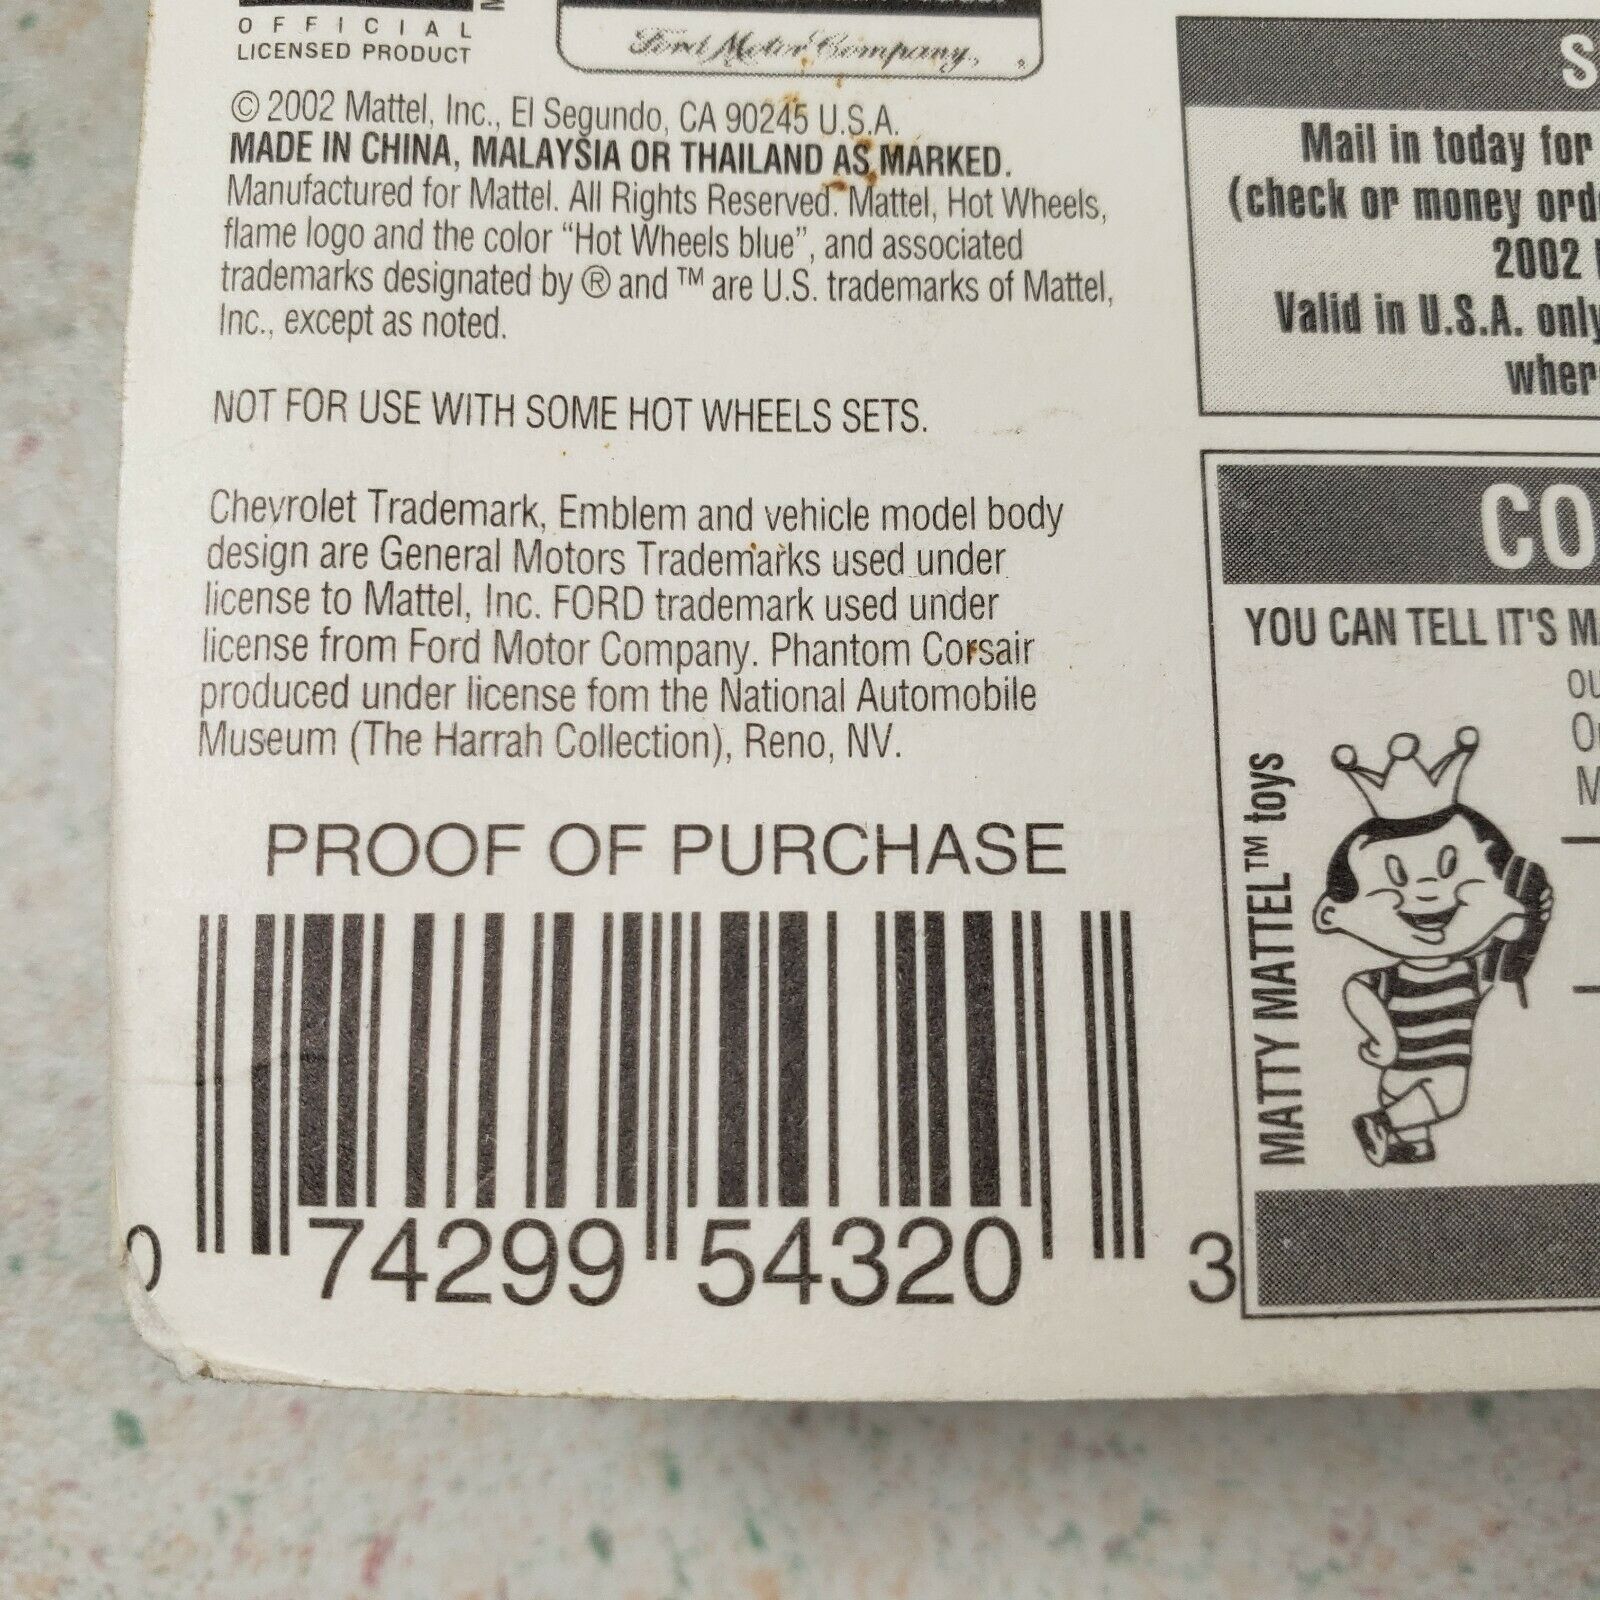 OFFICIAL
LICENSED PRODUCT
Ford Motor Company,
© 2002 Mattel, Inc., El Segundo, CA 90245 U.S.A.
MADE IN CHINA, MALAYSIA OR THAILAND AS MARKED.
Manufactured for Mattel. All Rights Reserved. Mattel, Hot Wheels,
flame logo and the color “Hot Wheels blue”, and associated
trademarks designated by ® and ™ are U.S. trademarks of Mattel,
Inc., except as noted.
NOT FOR USE WITH SOME HOT WHEELS SETS.
Chevrolet Trademark, Emblem and vehicle model body
design are General Motors Trademarks used under
license to Mattel, Inc. FORD trademark used under
license from Ford Motor Company. Phantom Corsair
produced under license fom the National Automobile
Museum (The Harrah Collection), Reno, NV.
PROOF OF PURCHASE
0 74299 54320 3
Mail in today for
(check or money
2002
Valid in U.S.A. only
YOU CAN TELL IT'S
MATTY MATTEL™ toys